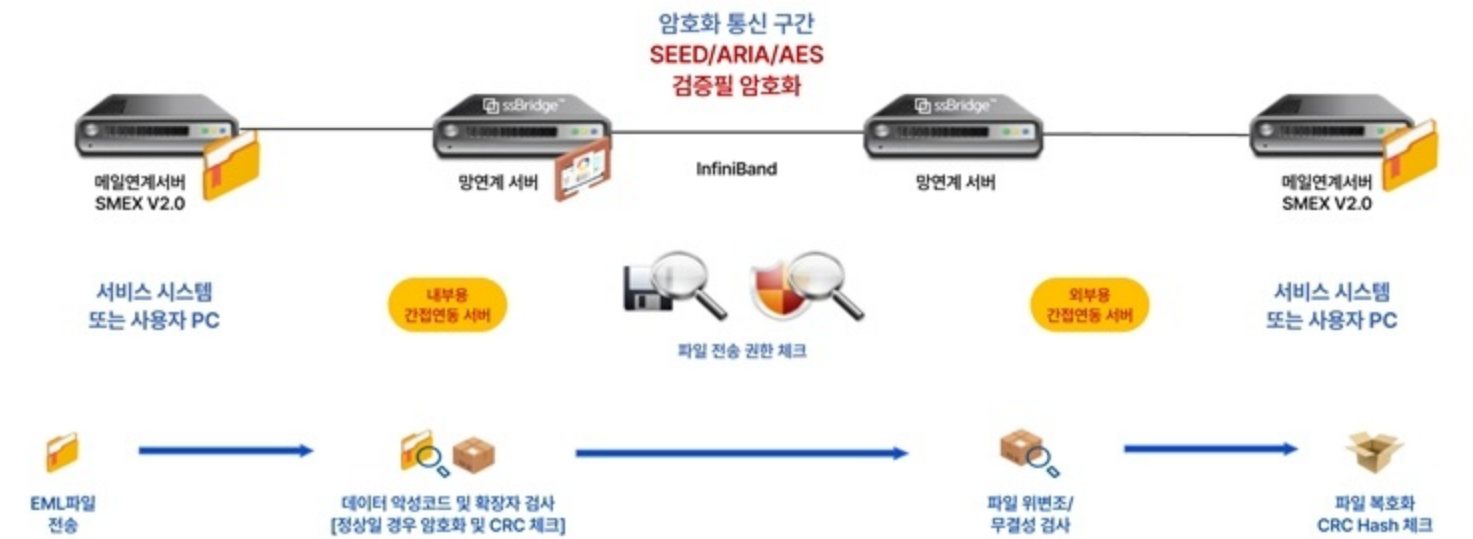 암호화 통신 구간
SEED/ARIA/AES
검증필 암호화
ssBridge™
ssBridge™
InfiniBand
메일연계서버
SMEX V2.0
망연계 서버
망연계 서버
메일연계서버
SMEX V2.0
서비스 시스템
또는 사용자 PC
내부용
간접연동 서버
외부용
간접연동 서버
서비스 시스템
또는 사용자 PC
파일 전송 권한 체크
EML파일
전송
데이터 악성코드 및 확장자 검사
[정상일 경우 암호화 및 CRC 체크]
파일 위변조/
무결성 검사
파일 복호화
CRC Hash 체크